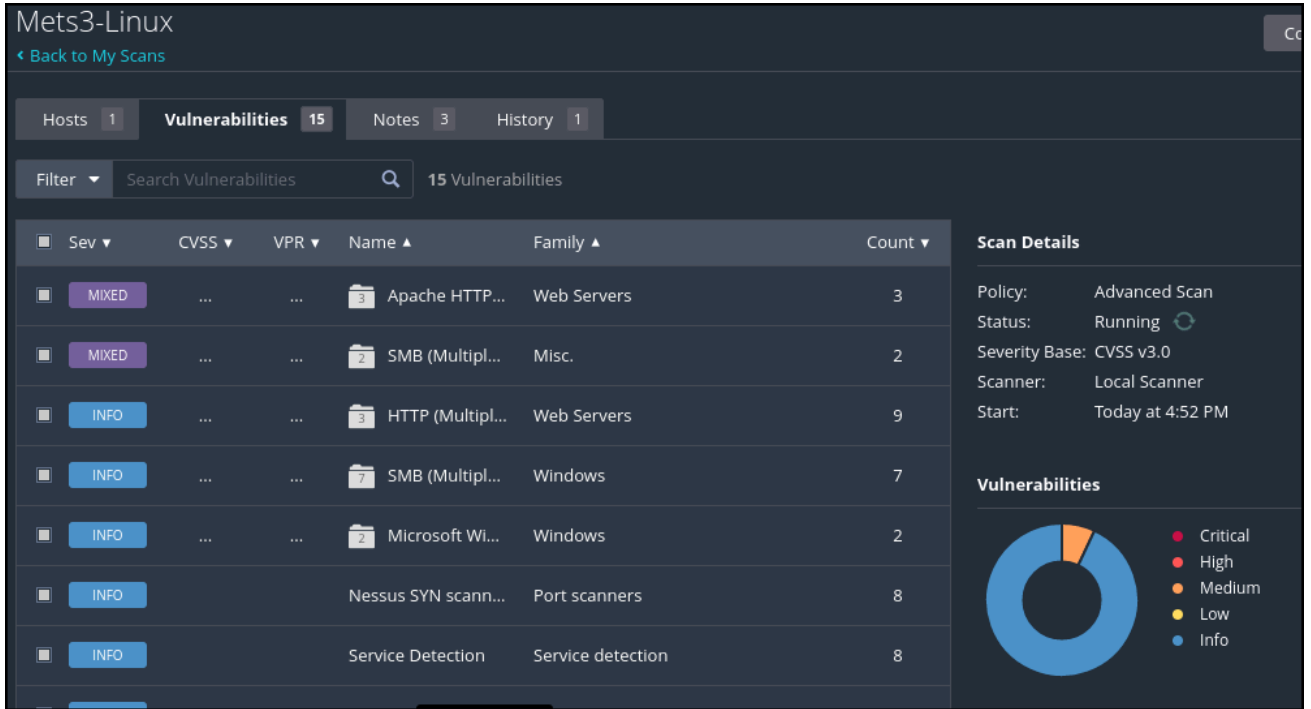 Mets3-Linux
Back to My Scans
Hosts 1 Vulnerabilities 15 Notes 3 History 1
Filter Search Vulnerabilities 15 Vulnerabilities
Sev CVSS VPR Name Family Count
MIXED ... ... 3 Apache HTTP... Web Servers 3
MIXED ... ... 2 SMB (Multipl... Misc. 2
INFO ... ... 3 HTTP (Multipl... Web Servers 9
INFO ... ... 7 SMB (Multipl... Windows 7
INFO ... ... 2 Microsoft Wi... Windows 2
INFO Nessus SYN scann... Port scanners 8
INFO Service Detection Service detection 8
Scan Details
Policy: Advanced Scan
Status: Running
Severity Base: CVSS v3.0
Scanner: Local Scanner
Start: Today at 4:52 PM
Vulnerabilities
Critical
High
Medium
Low
Info